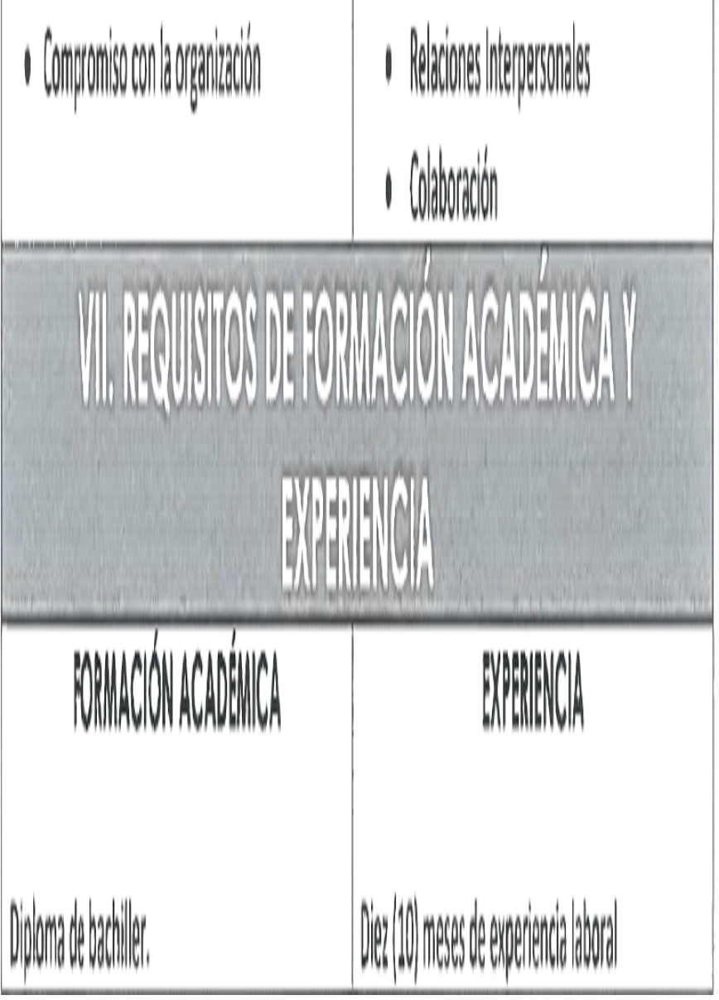 • Compromiso con la organización
• Relaciones Interpersonales
• Colaboración
VII. REQUISITOS DE FORMACIÓN ACADÉMICA Y
EXPERIENCIA
FORMACIÓN ACADÉMICA
EXPERIENCIA
Diploma de bachiller.
Diez (10) meses de experiencia laboral